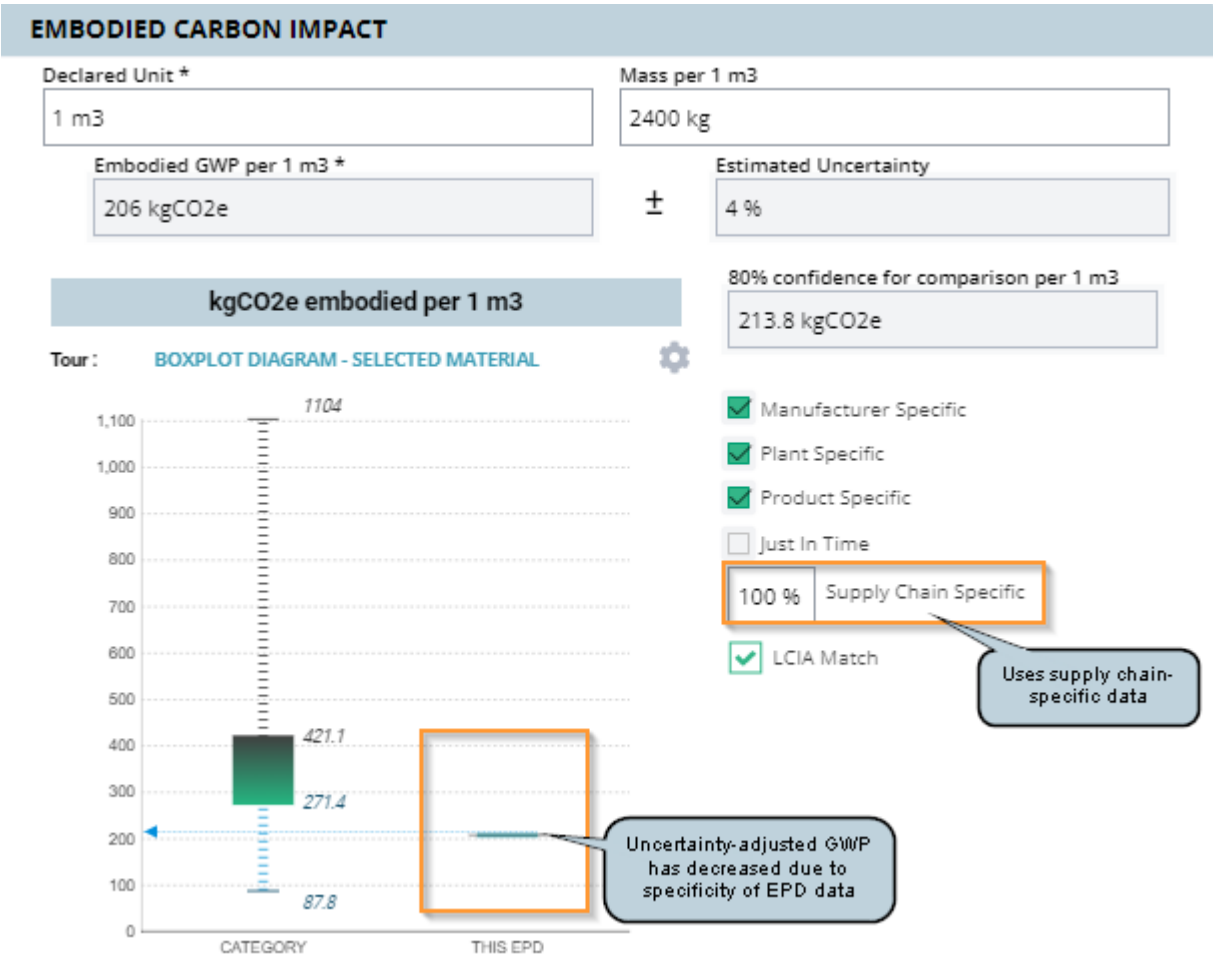 EMBODIED CARBON IMPACT
Declared Unit *
Mass per 1 m3
1 m3
2400 kg
Embodied GWP per 1 m3 *
Estimated Uncertainty
206 kgCO2e
±
4 %
80% confidence for comparison per 1 m3
213.8 kgCO2e
kgCO2e embodied per 1 m3
Tour :
BOXPLOT DIAGRAM - SELECTED MATERIAL
1,100
1,000
900
800
700
600
500
400
300
200
100
0
1104
421.1
271.4
87.8
CATEGORY
THIS EPD
Manufacturer Specific
Plant Specific
Product Specific
Just In Time
100 %
Supply Chain Specific
LCIA Match
Uses supply chain-
specific data
Uncertainty-adjusted GWP
has decreased due to
specificity of EPD data